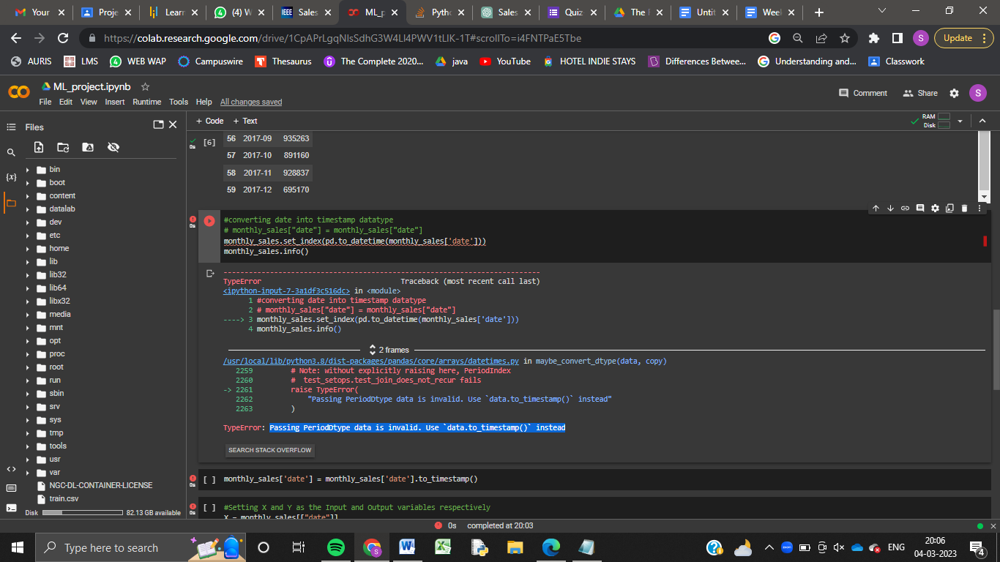 Your
Proje
Learn
(4) W
IEEE
Sales
ML_p
Pytho
Sales
Quiz
The I
Untit
Week
https://colab.research.google.com/drive/1CpAPrLgqNIsSdhG3W4Ll4PWV1tLIK-1T#scrollTo=i4FNTPaE5Tbe
S
Update
AURIS
LMS
WEB WAP
Campuswire
Thesaurus
The Complete 2020...
java
YouTube
HOTEL INDIE STAYS
Differences Betwee...
Understanding and...
Classwork
ML_project.ipynb
File Edit View Insert Runtime Tools Help All changes saved
Comment
Share
S
Files
+ Code + Text
RAM
Disk
bin
boot
content
datalab
dev
etc
home
lib
lib32
lib64
libx32
media
mnt
opt
proc
root
run
sbin
srv
sys
tmp
tools
usr
var
NGC-DL-CONTAINER-LICENSE
train.csv
Disk 82.13 GB available
0s [6]
56 2017-09 935263
57 2017-10 891160
58 2017-11 928837
59 2017-12 695170
0s
#converting date into timestamp datatype
# monthly_sales["date"] = monthly_sales["date"]
monthly_sales.set_index(pd.to_datetime(monthly_sales['date']))
monthly_sales.info()
---------------------------------------------------------------------------
TypeError Traceback (most recent call last)
<ipython-input-7-3a1df3c516dc> in <module>
1 #converting date into timestamp datatype
2 # monthly_sales["date"] = monthly_sales["date"]
----> 3 monthly_sales.set_index(pd.to_datetime(monthly_sales['date']))
4 monthly_sales.info()
2 frames
/usr/local/lib/python3.8/dist-packages/pandas/core/arrays/datetimes.py in maybe_convert_dtype(data, copy)
2259 # Note: without explicitly raising here, PeriodIndex
2260 # test_setops.test_join_does_not_recur fails
-> 2261 raise TypeError(
2262 "Passing PeriodDtype data is invalid. Use `data.to_timestamp()` instead"
2263 )
TypeError: Passing PeriodDtype data is invalid. Use `data.to_timestamp()` instead
SEARCH STACK OVERFLOW
0s [ ] monthly_sales['date'] = monthly_sales['date'].to_timestamp()
0s [ ] #Setting X and Y as the Input and Output variables respectively
X = monthly_sales[["date"]]
0s completed at 20:03
Type here to search
ENG
20:06
04-03-2023
4